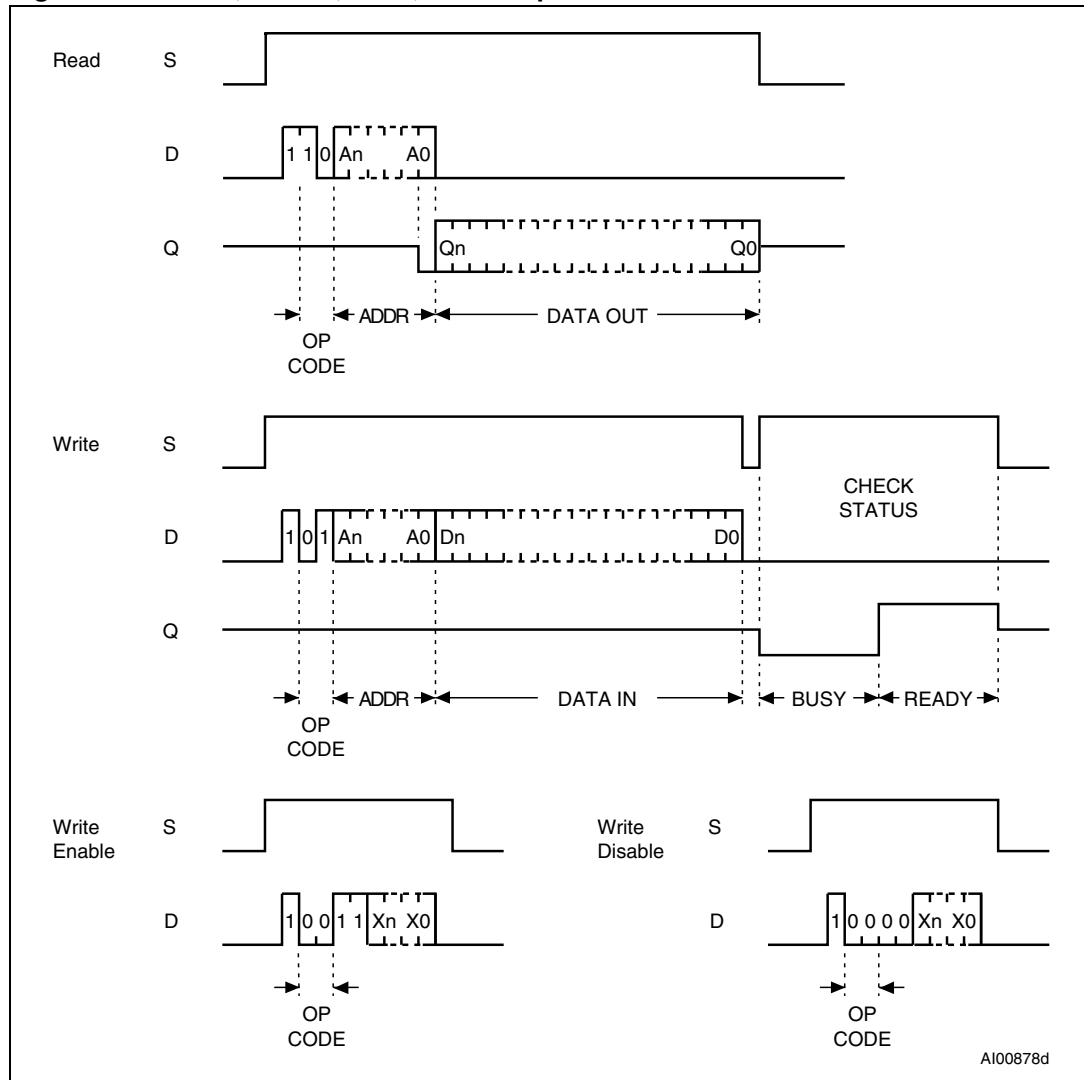 Read S
D 1 1 0 An A0
Q Qn Q0
ADDR DATA OUT
OP
CODE
Write S
CHECK
STATUS
D 1 0 1 An A0 Dn D0
Q
ADDR DATA IN BUSY READY
OP
CODE
Write
Enable
S
D 1 0 0 1 1 Xn X0
OP
CODE
Write
Disable
S
D 1 0 0 0 0 Xn X0
OP
CODE
AI00878d